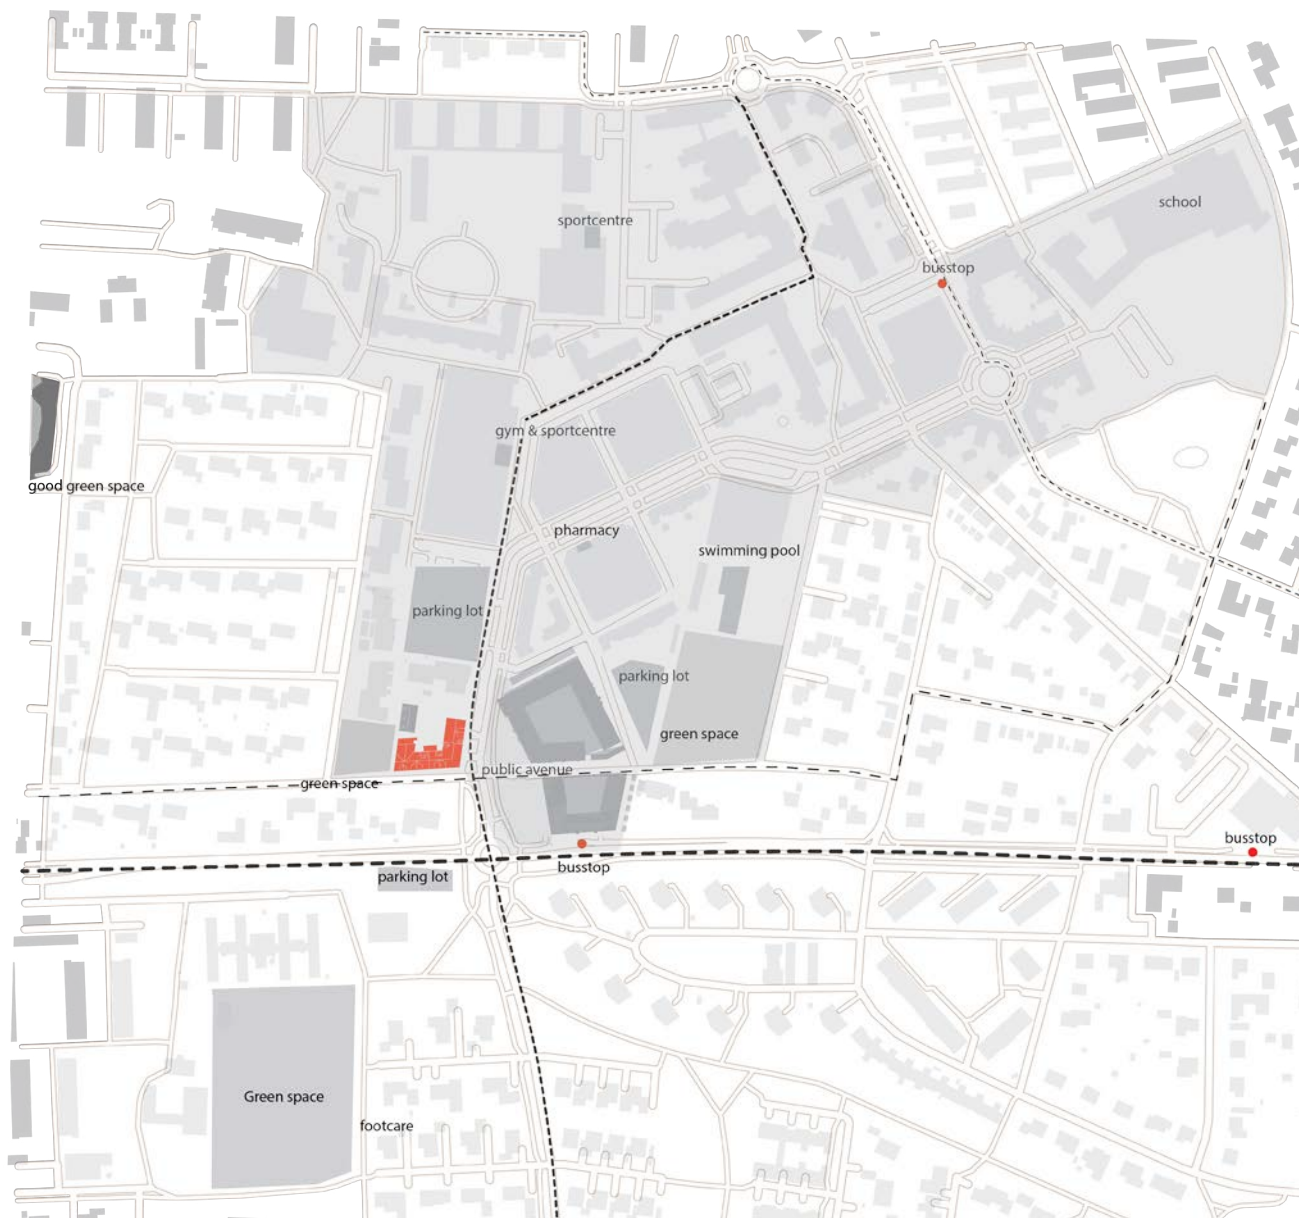 school
sportcentre
busstop
gym & sportcentre
good green space
pharmacy
swimming pool
parking lot
parking lot
green space
public avenue
green space
busstop
busstop
parking lot
Green space
footcare